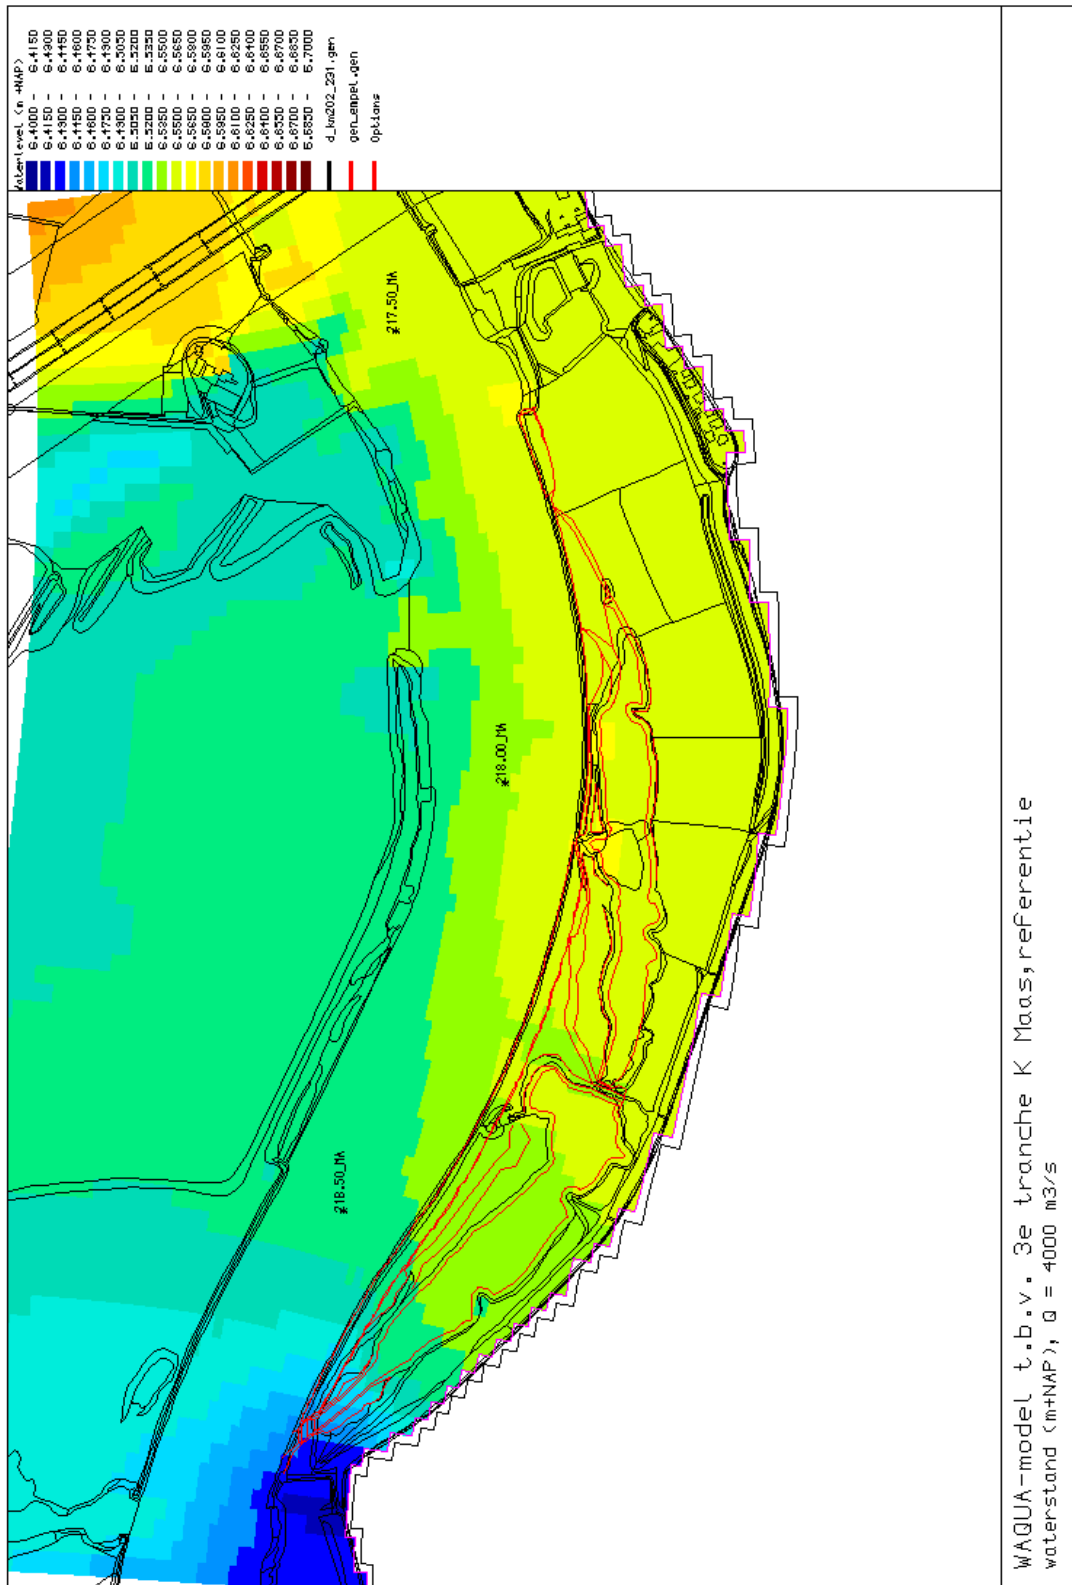 Waterlevel (m +NAP)
6.4000 - 6.4150
6.4150 - 6.4300
6.4300 - 6.4450
6.4450 - 6.4600
6.4600 - 6.4750
6.4750 - 6.4900
6.4900 - 6.5050
6.5050 - 6.5200
6.5200 - 6.5350
6.5350 - 6.5500
6.5500 - 6.5650
6.5650 - 6.5800
6.5800 - 6.5950
6.5950 - 6.6100
6.6100 - 6.6250
6.6250 - 6.6400
6.6400 - 6.6550
6.6550 - 6.6700
6.6700 - 6.6850
6.6850 - 6.7000
d_km202_231.gen
gen_empel.gen
Options
217.50_MA
218.00_MA
218.50_MA
WAQUA-model t.b.v. 3e tranche K Maas,referentie
waterstand (m+NAP), Q = 4000 m3/s